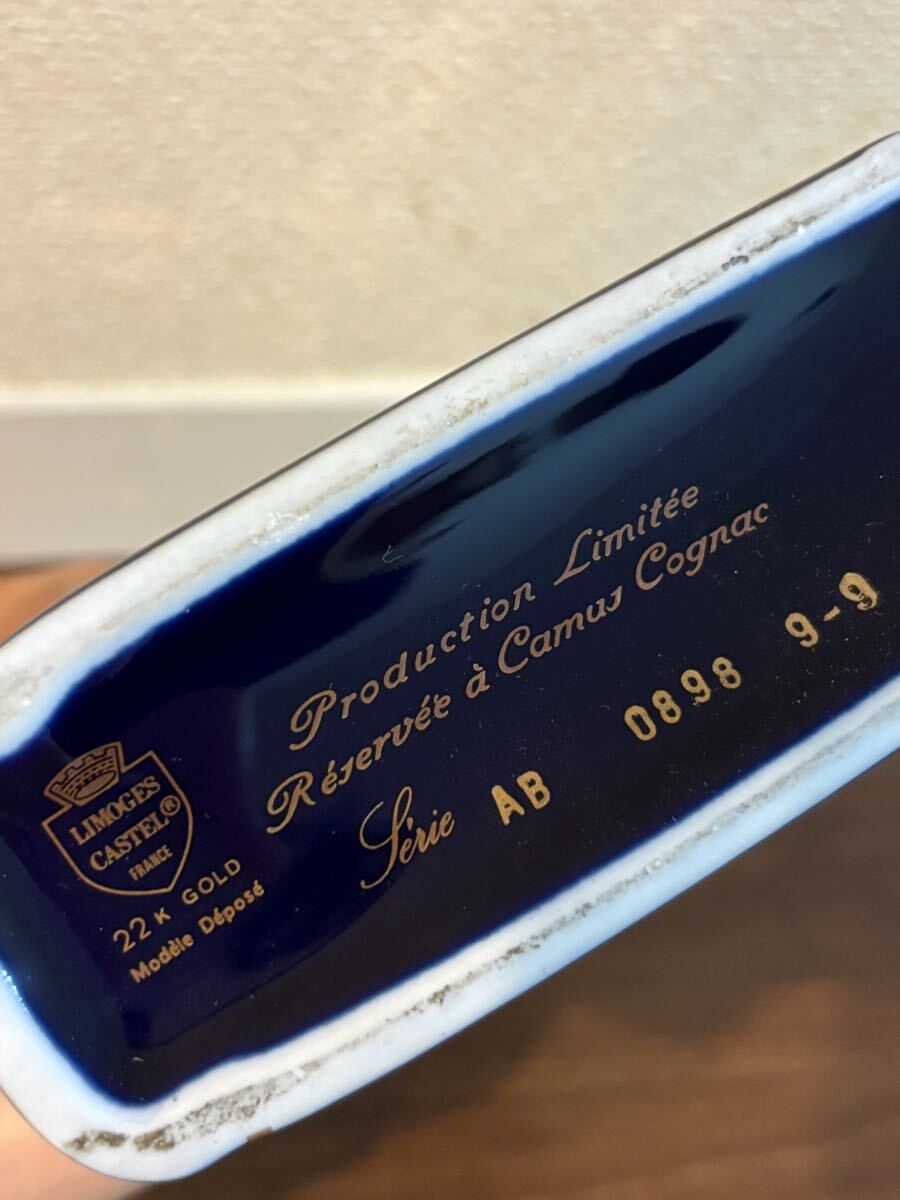 Production Limitée
Réservée à Camus Cognac
Série AB 0898 9-9
LIMOGES
CASTEL®
FRANCE
22 K GOLD
Modèle Déposé